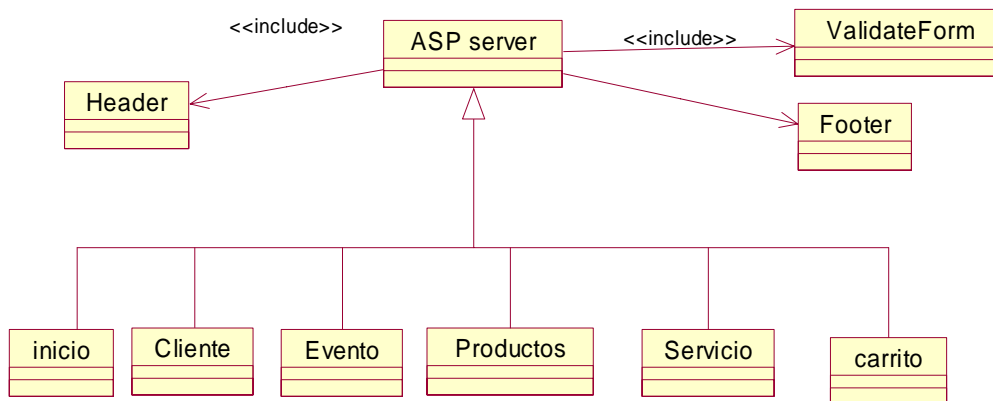 <<include>>
ASP server
<<include>>
ValidateForm
Header
Footer
inicio
Cliente
Evento
Productos
Servicio
carrito